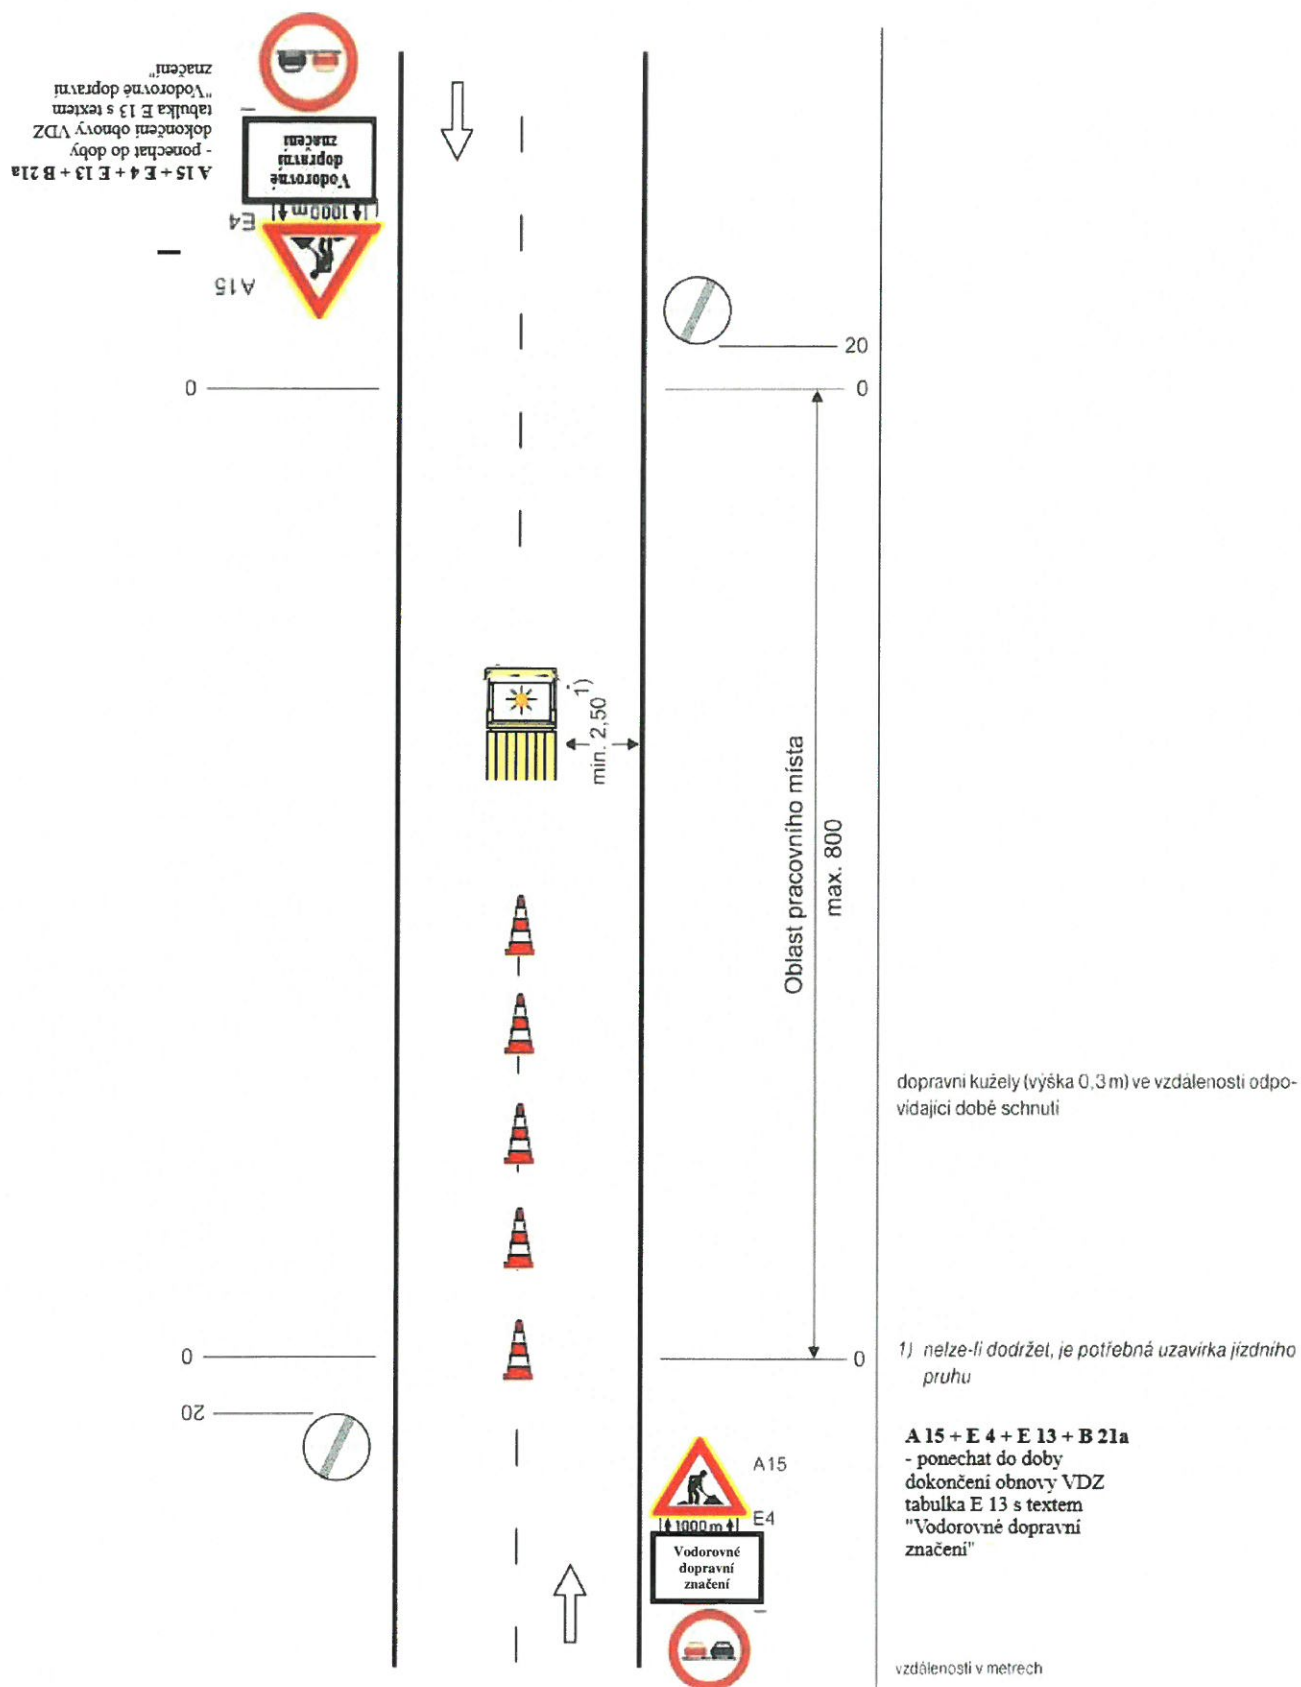 A 15 + E 4 + E 13 + B 21a
- ponechat do doby
dokončení obnovy VDZ
tabulka E 13 s textem
"Vodorovné dopravní
značení"
Vodorovné
dopravní
značení
1000 m
E4
A15
20
0
0
min. 2,50 1)
Oblast pracovního místa
max. 800
dopravní kužely (výška 0,3 m) ve vzdálenosti odpo-
vídající době schnutí
0
0
1) nelze-li dodržet, je potřebná uzavírka jízdního
pruhu
20
A 15 + E 4 + E 13 + B 21a
- ponechat do doby
dokončení obnovy VDZ
tabulka E 13 s textem
"Vodorovné dopravní
značení"
A15
E4
1000 m
Vodorovné
dopravní
značení
vzdálenosti v metrech